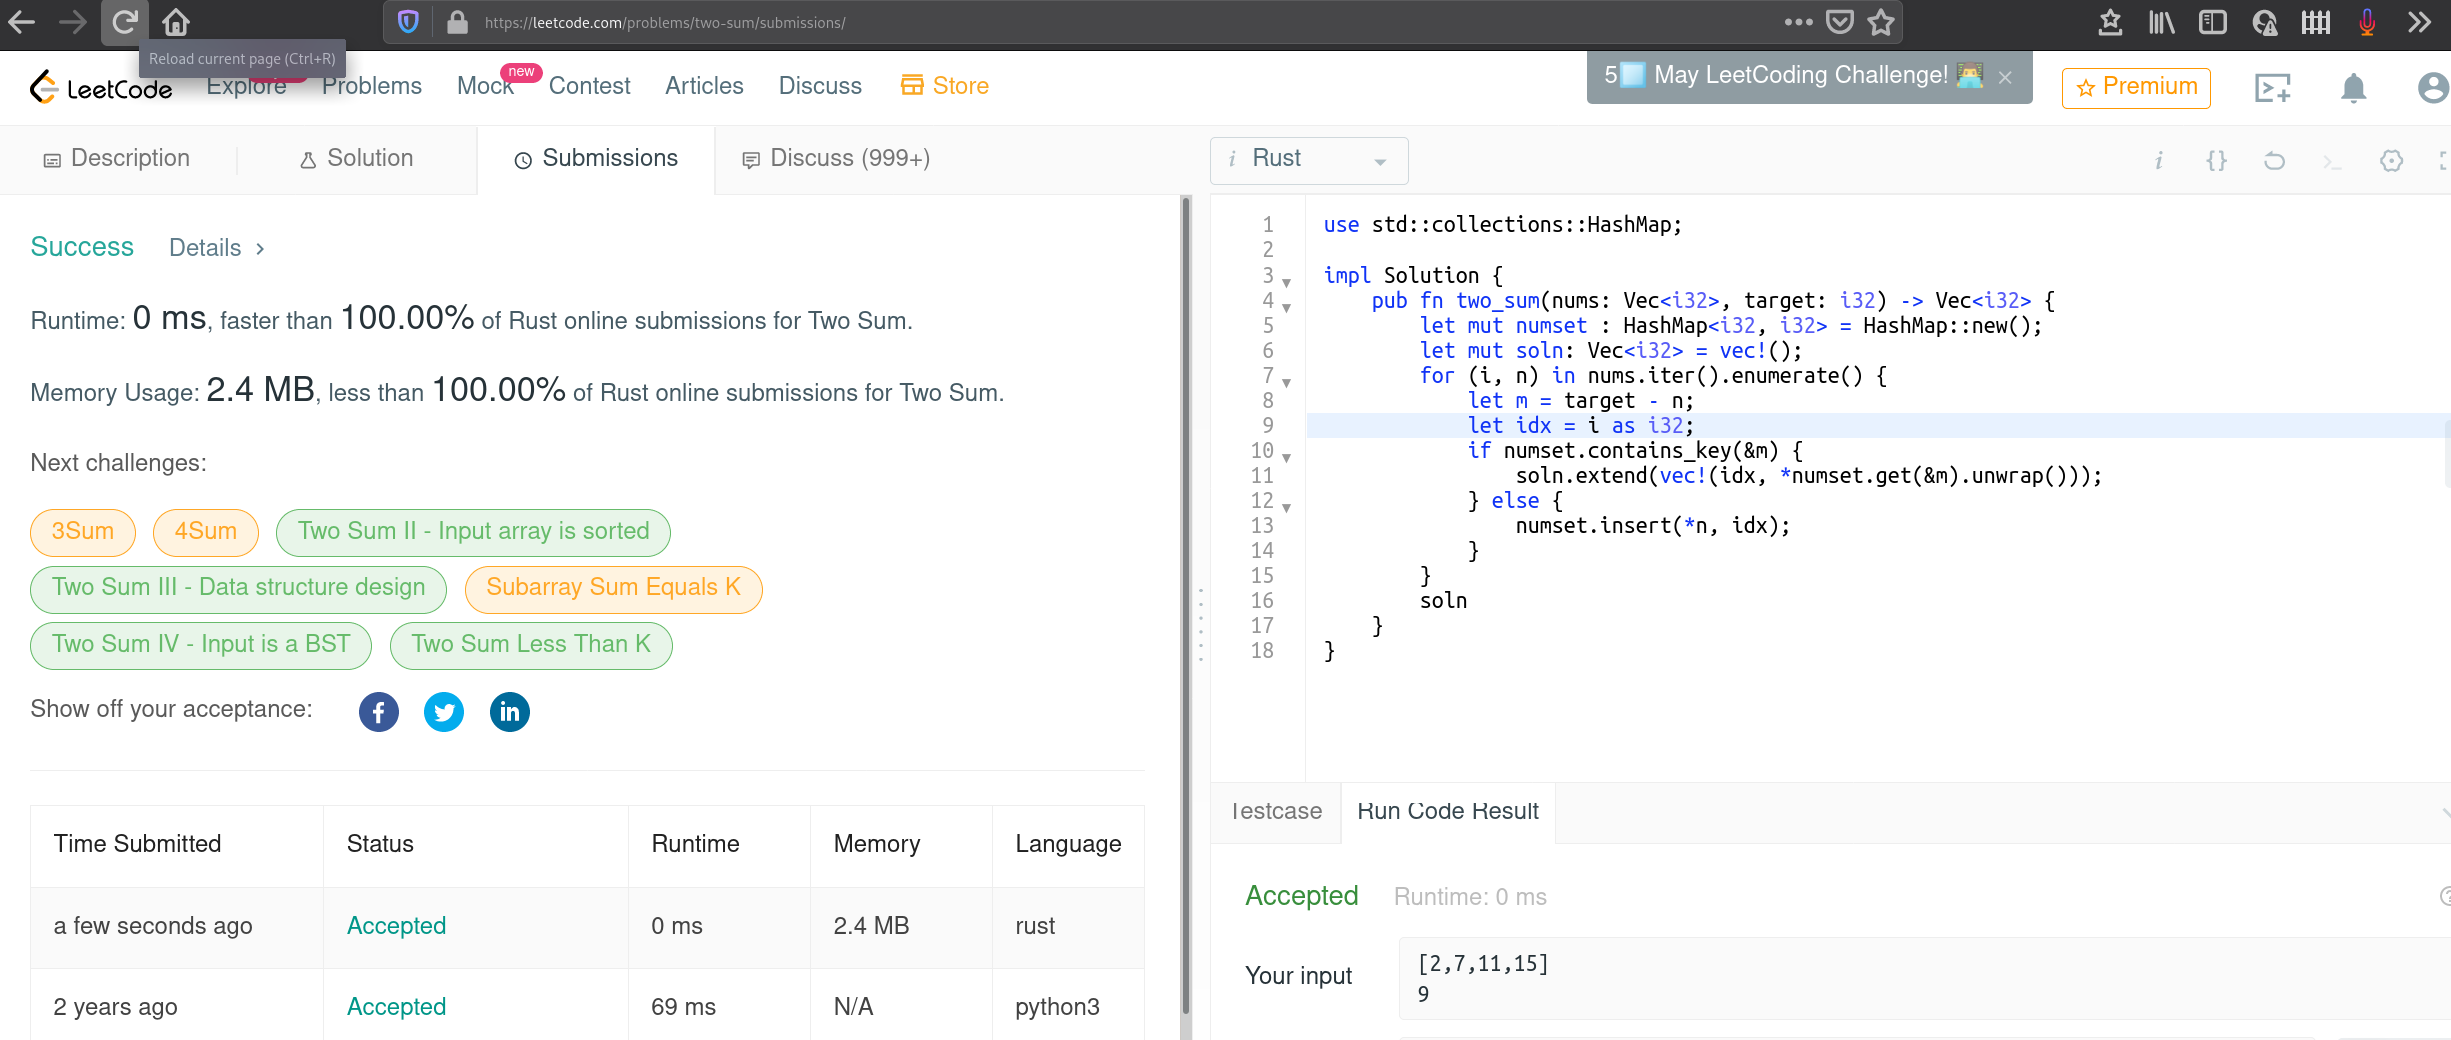 https://leetcode.com/problems/two-sum/submissions/
Reload current page (Ctrl+R)
LeetCode
Explore
Problems
Mock
new
Contest
Articles
Discuss
Store
5 May LeetCoding Challenge! ×
Premium
Description
Solution
Submissions
Discuss (999+)
i Rust
Success Details >
Runtime: 0 ms, faster than 100.00% of Rust online submissions for Two Sum.
Memory Usage: 2.4 MB, less than 100.00% of Rust online submissions for Two Sum.
Next challenges:
3Sum
4Sum
Two Sum II - Input array is sorted
Two Sum III - Data structure design
Subarray Sum Equals K
Two Sum IV - Input is a BST
Two Sum Less Than K
Show off your acceptance:
Time Submitted Status Runtime Memory Language
a few seconds ago Accepted 0 ms 2.4 MB rust
2 years ago Accepted 69 ms N/A python3
1 use std::collections::HashMap;
2
3 impl Solution {
4     pub fn two_sum(nums: Vec<i32>, target: i32) -> Vec<i32> {
5         let mut numset : HashMap<i32, i32> = HashMap::new();
6         let mut soln: Vec<i32> = vec!();
7         for (i, n) in nums.iter().enumerate() {
8             let m = target - n;
9             let idx = i as i32;
10             if numset.contains_key(&m) {
11                 soln.extend(vec!(idx, *numset.get(&m).unwrap()));
12             } else {
13                 numset.insert(*n, idx);
14             }
15         }
16         soln
17     }
18 }
Testcase
Run Code Result
Accepted Runtime: 0 ms
Your input
[2,7,11,15]
9